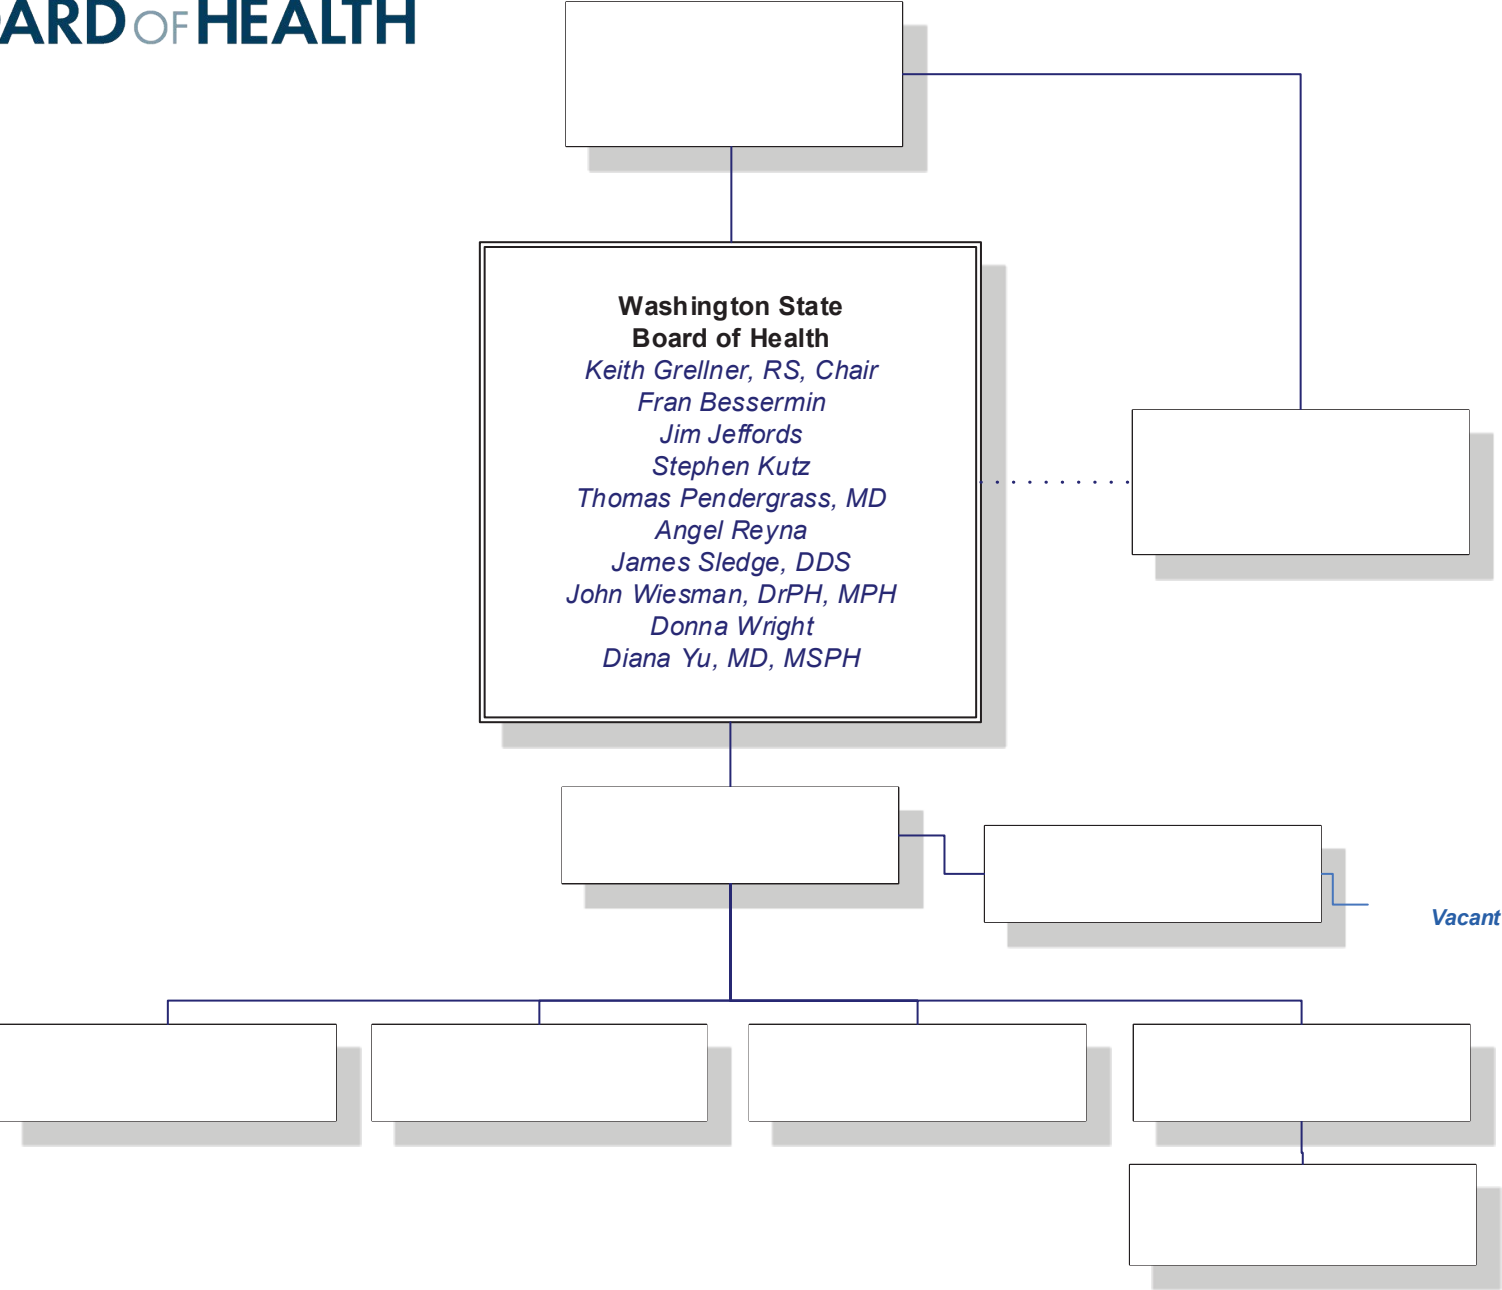 ARD OF HEALTH
Washington State
Board of Health
Keith Grellner, RS, Chair
Fran Bessermin
Jim Jeffords
Stephen Kutz
Thomas Pendergrass, MD
Angel Reyna
James Sledge, DDS
John Wiesman, DrPH, MPH
Donna Wright
Diana Yu, MD, MSPH
Vacant